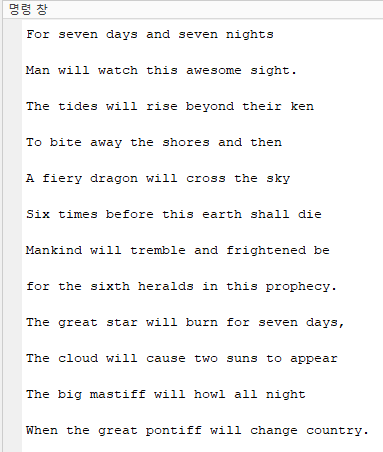 명령 창
For seven days and seven nights
Man will watch this awesome sight.
The tides will rise beyond their ken
To bite away the shores and then
A fiery dragon will cross the sky
Six times before this earth shall die
Mankind will tremble and frightened be
for the sixth heralds in this prophecy.
The great star will burn for seven days,
The cloud will cause two suns to appear
The big mastiff will howl all night
When the great pontiff will change country.